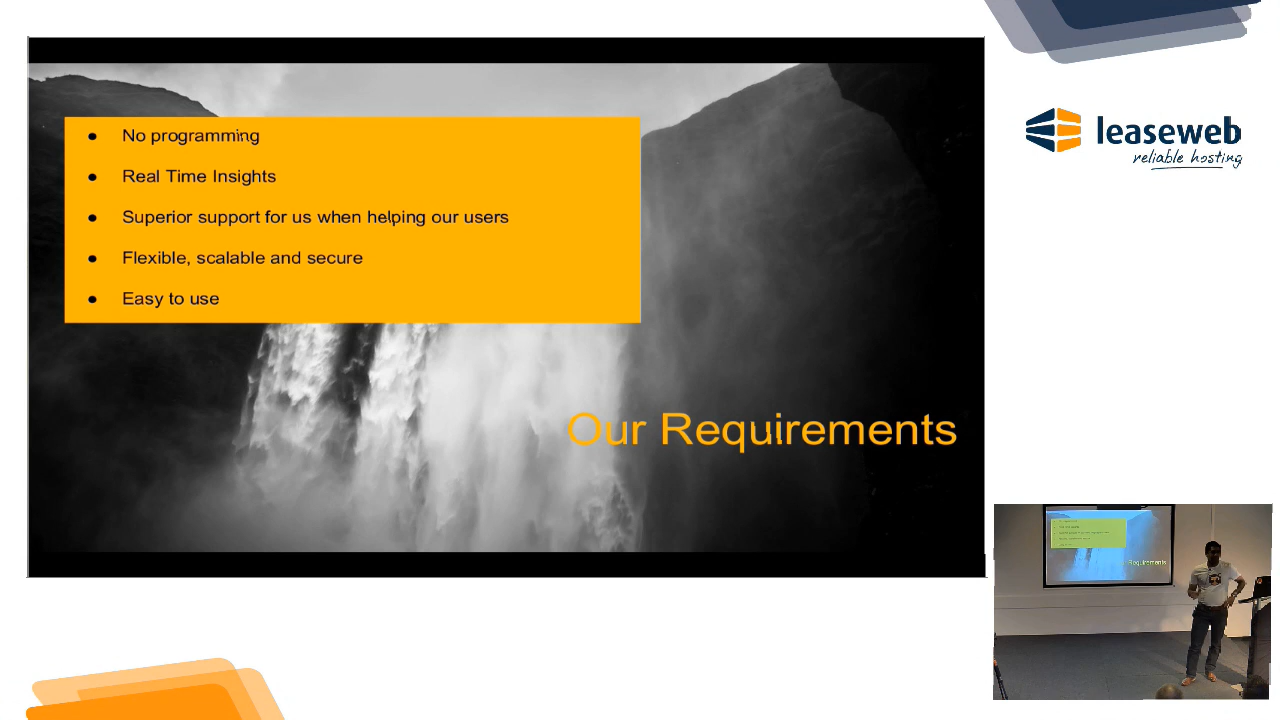 ● No programming
● Real Time Insights
● Superior support for us when helping our users
● Flexible, scalable and secure
● Easy to use
Our Requirements
leaseweb
reliable hosting
Requirements